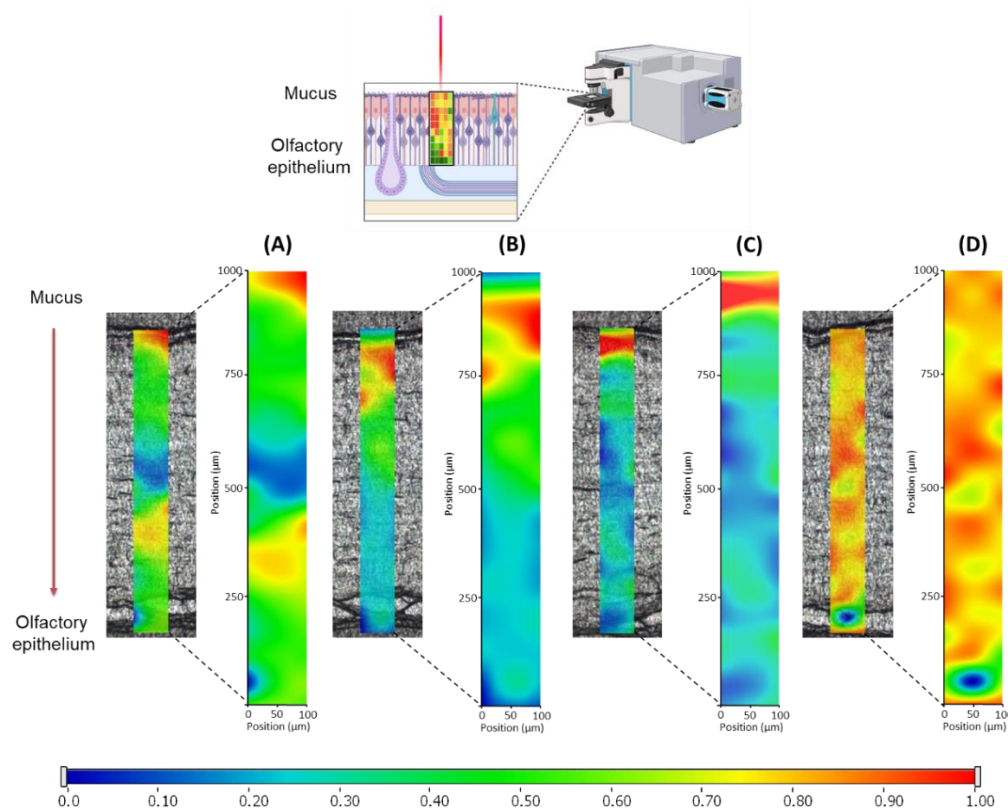 Mucus
Olfactory
epithelium
(A)
(B)
(C)
(D)
Mucus
Olfactory
epithelium
1000
750
500
250
Position (µm)
0 50 100
Position (µm)
1000
750
500
250
Position (µm)
0 50 100
Position (µm)
1000
750
500
250
Position (µm)
0 50 100
Position (µm)
1000
750
500
250
Position (µm)
0 50 100
Position (µm)
0.0 0.10 0.20 0.30 0.40 0.50 0.60 0.70 0.80 0.90 1.00